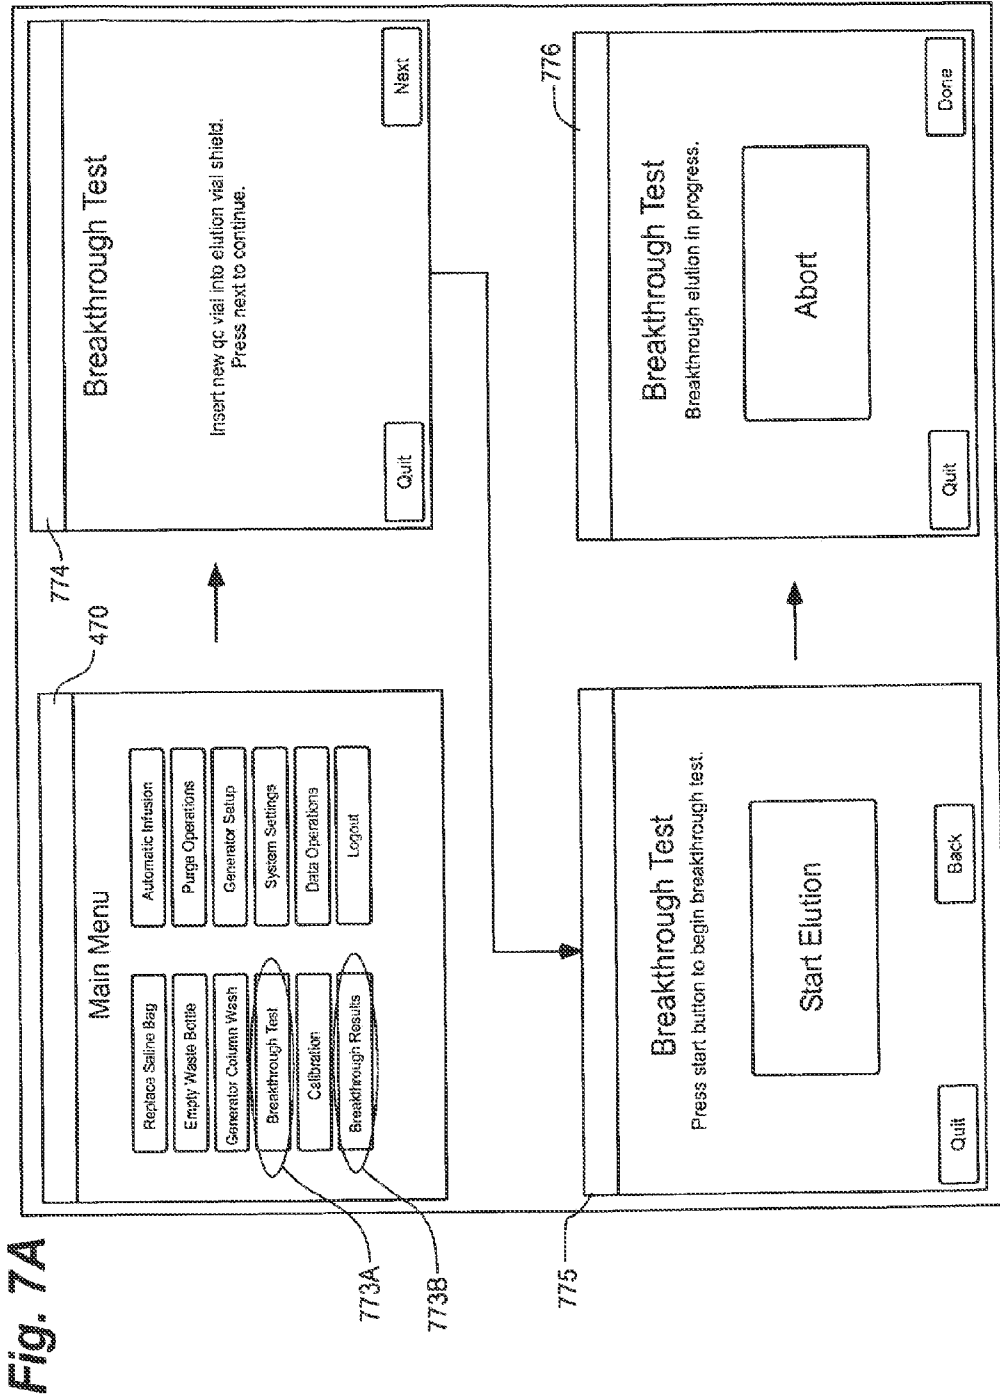 Fig. 7A
470
Main Menu
Replace Saline Bag
Empty Waste Bottle
Generator Column Wash
Breakthrough Test
Calibration
Breakthrough Results
Automatic Infusion
Purge Operations
Generator Setup
System Settings
Data Operations
Logout
773A
773B
774
Breakthrough Test
Insert new qc vial into elution vial shield.
Press next to continue.
Quit
Next
775
Breakthrough Test
Press start button to begin breakthrough test.
Start Elution
Quit
Back
776
Breakthrough Test
Breakthrough elution in progress.
Abort
Quit
Done